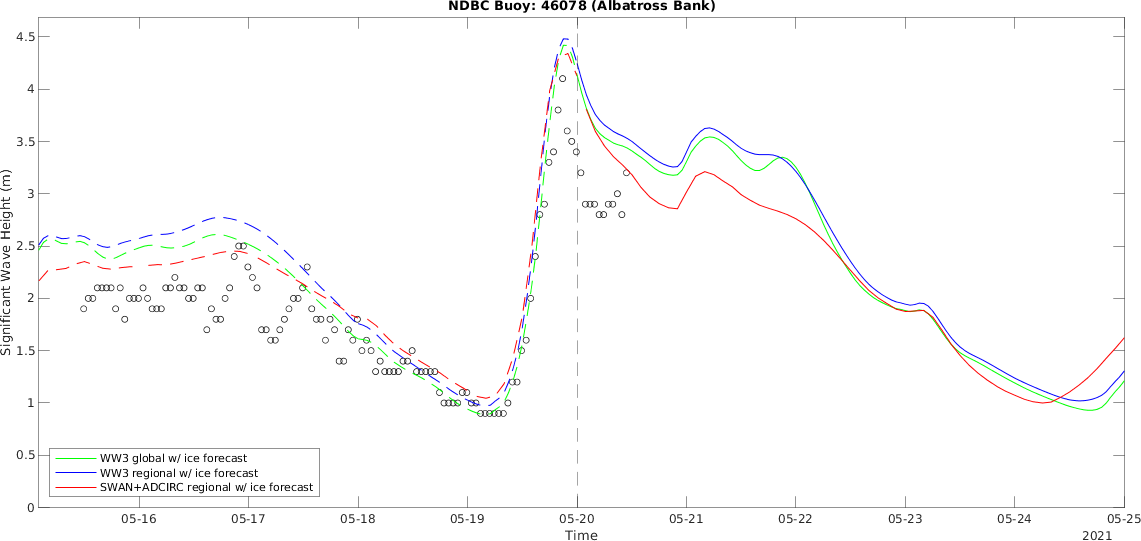 NDBC Buoy: 46078 (Albatross Bank)
Significant Wave Height (m)
4.5
4
3.5
3
2.5
2
1.5
1
0.5
0
WW3 global w/ ice forecast
WW3 regional w/ ice forecast
SWAN+ADCIRC regional w/ ice forecast
05-16 05-17 05-18 05-19 05-20 05-21 05-22 05-23 05-24 05-25
Time
2021